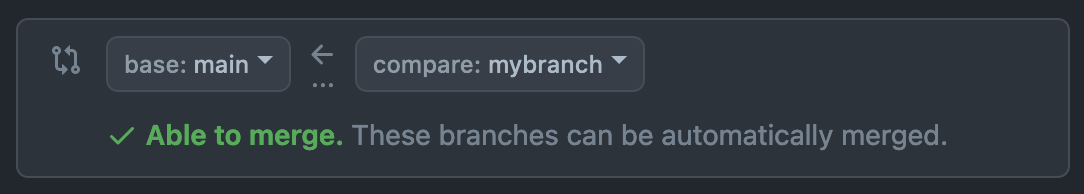 base: main compare: mybranch
Able to merge. These branches can be automatically merged.